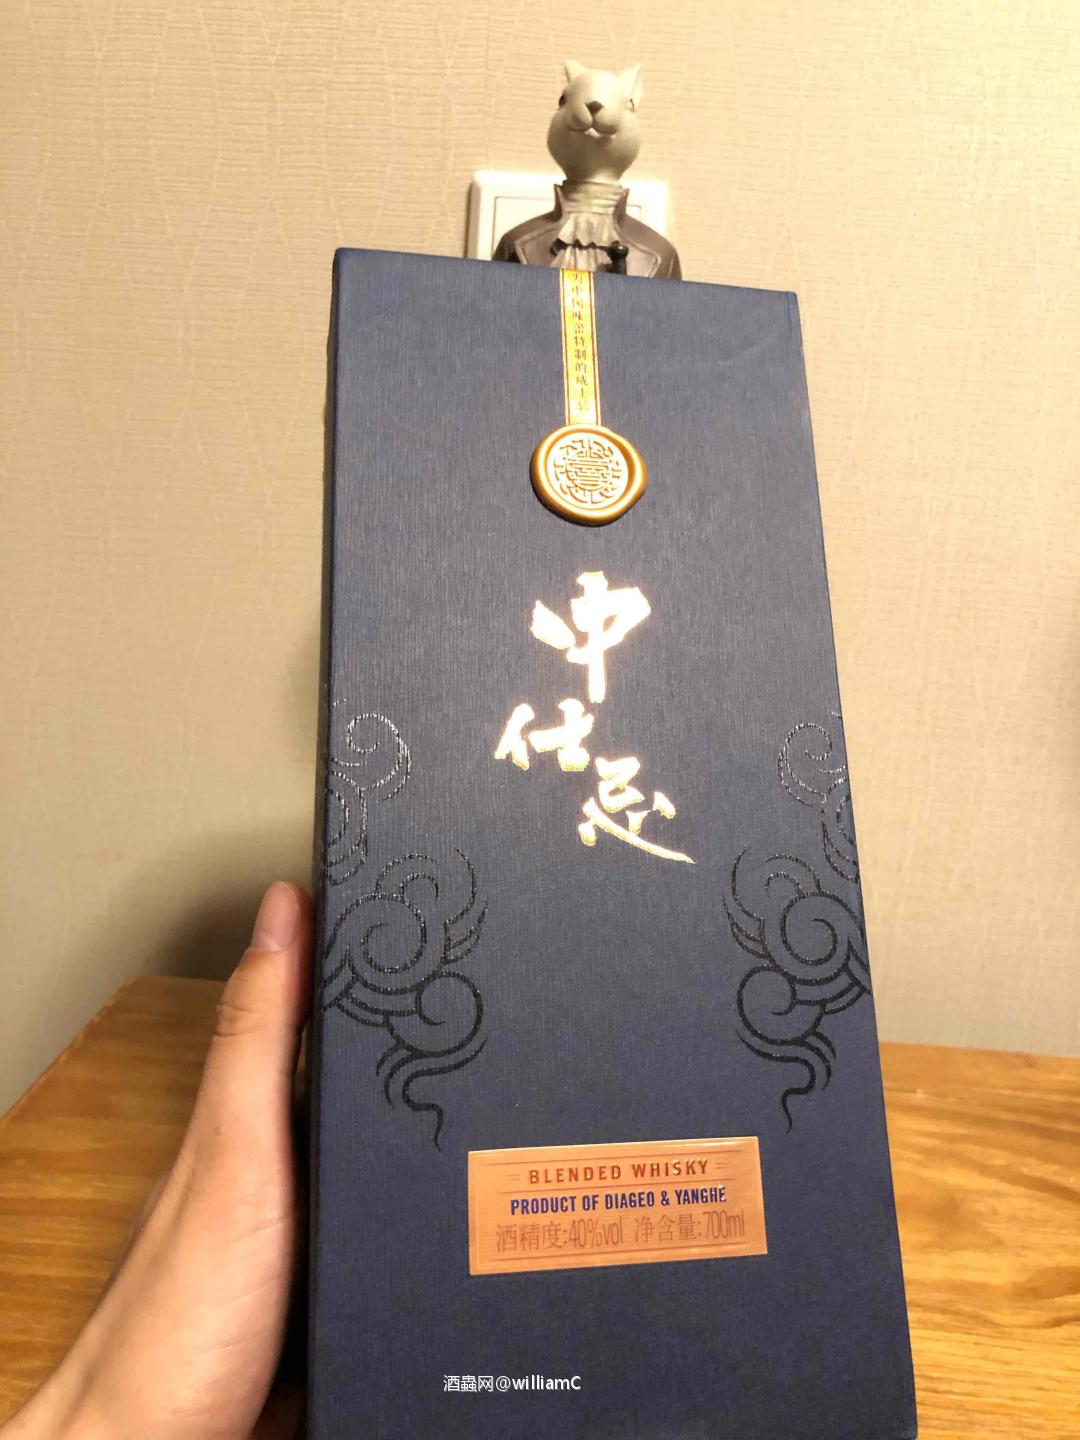 为中国味蕾特制的威士忌
中
仕
忌
BLENDED WHISKY
PRODUCT OF DIAGEO & YANGHE
酒精度:40%vol 净含量:700ml
酒蟲网@williamC